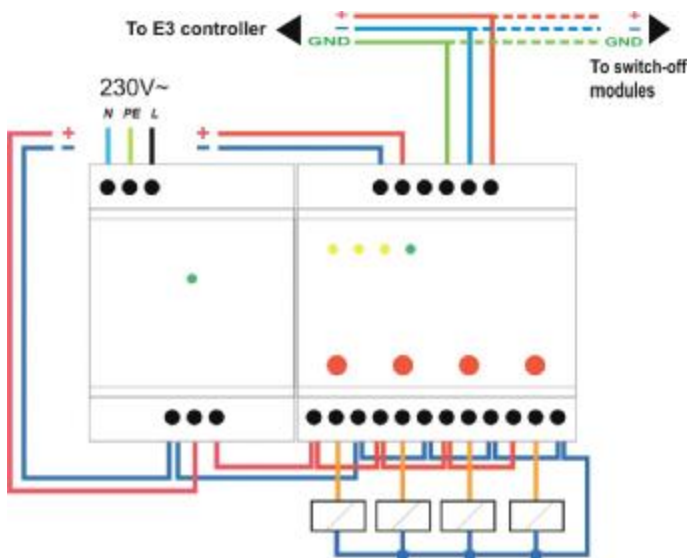 To E3 controller
+
−
GND
+
−
GND
To switch-off
modules
230V~
N PE L
+
−
+
−